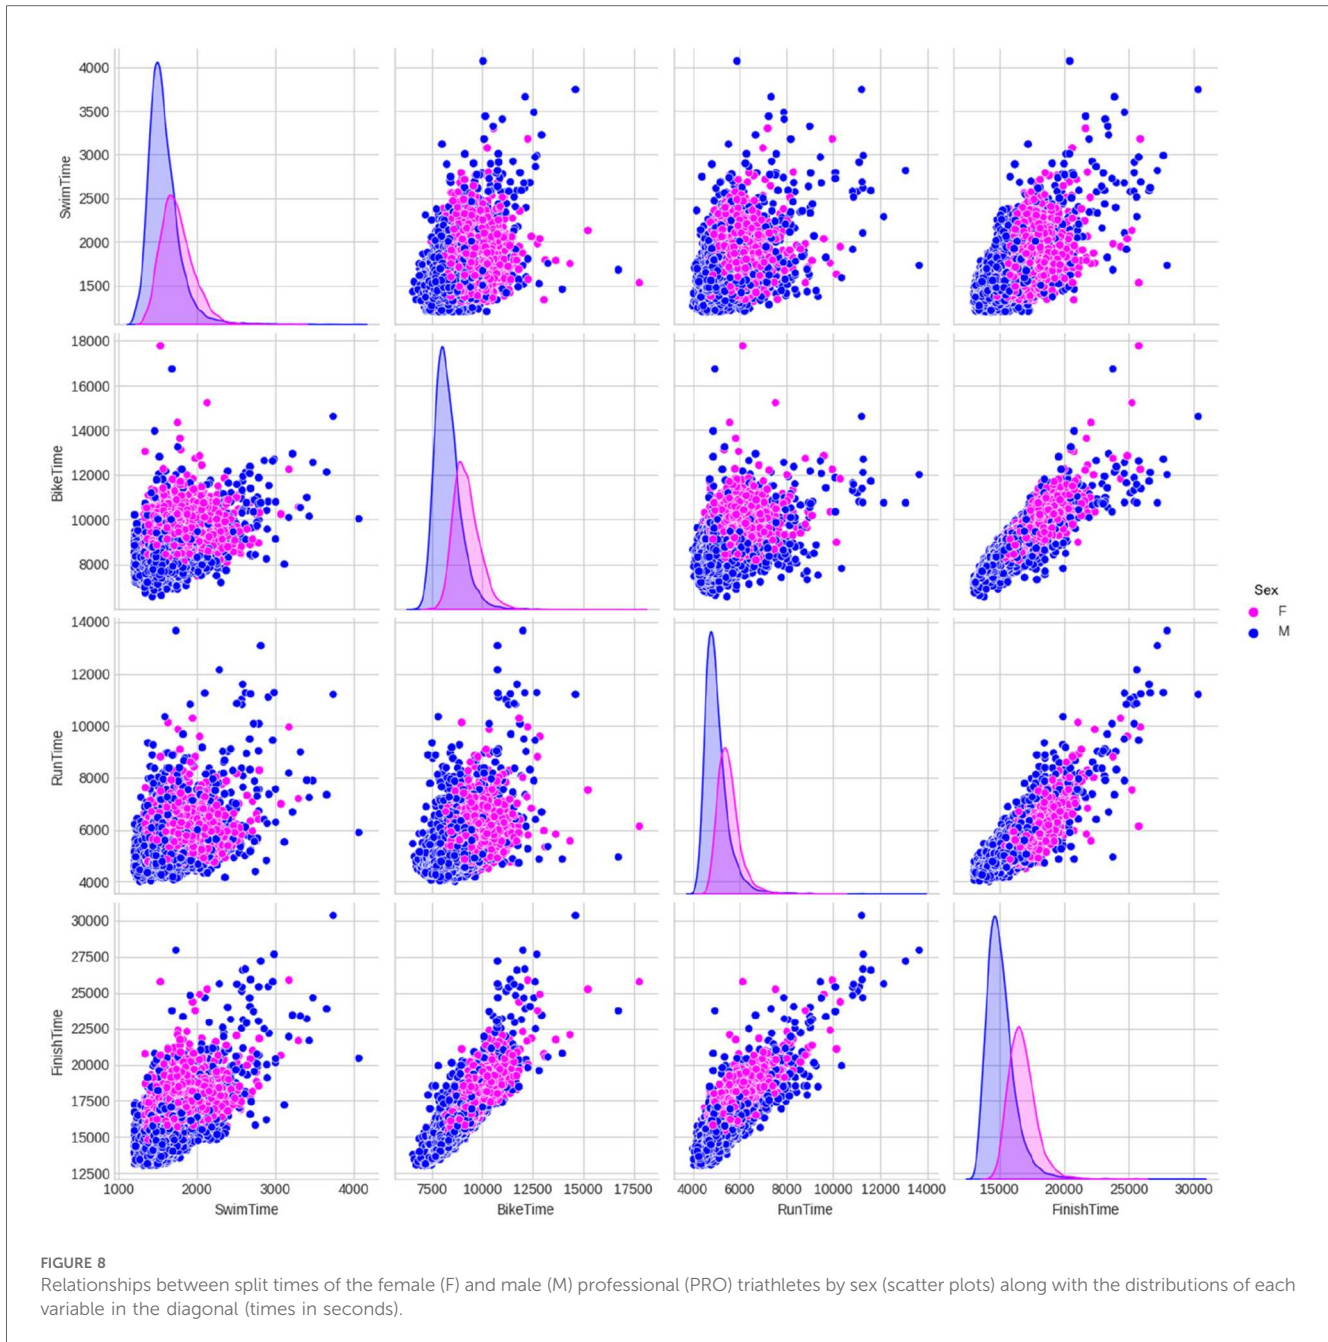 4000
3500
3000
2500
2000
1500
SwimTime
18000
16000
14000
12000
10000
8000
BikeTime
Sex
F
M
14000
12000
10000
8000
6000
4000
RunTime
30000
27500
25000
22500
20000
17500
15000
12500
FinishTime
1000 2000 3000 4000 7500 10000 12500 15000 17500 4000 6000 8000 10000 12000 14000 15000 20000 25000 30000
SwimTime BikeTime RunTime FinishTime
FIGURE 8
Relationships between split times of the female (F) and male (M) professional (PRO) triathletes by sex (scatter plots) along with the distributions of each
variable in the diagonal (times in seconds).